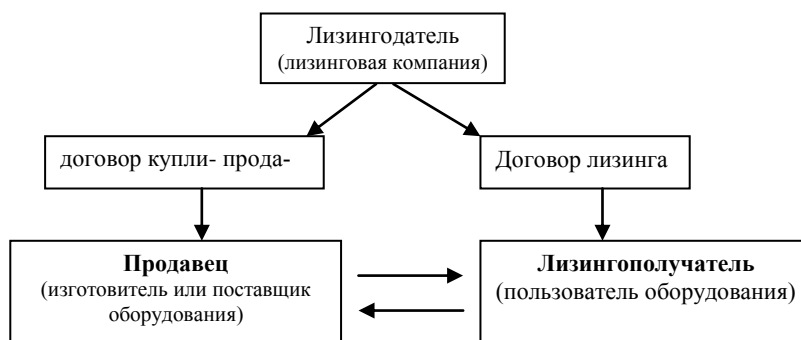 Лизингодатель
(лизинговая компания)
договор купли- прода-
Договор лизинга
Продавец
(изготовитель или поставщик
оборудования)
Лизингополучатель
(пользователь оборудования)